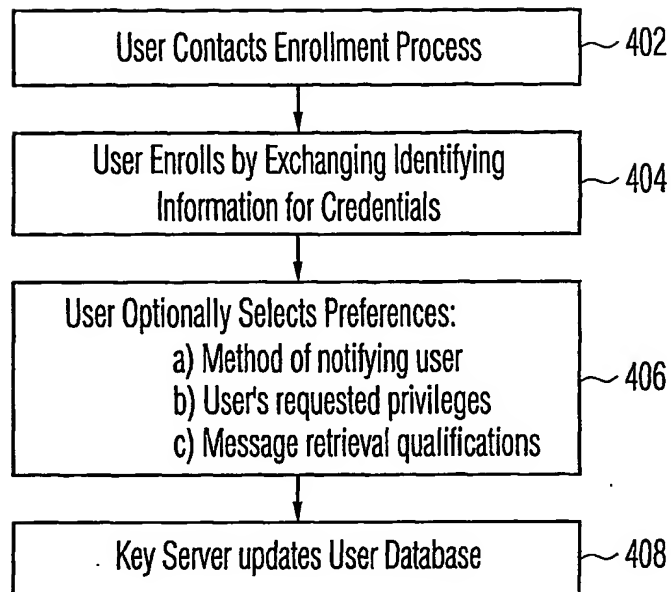 User Contacts Enrollment Process
402
User Enrolls by Exchanging Identifying
Information for Credentials
404
User Optionally Selects Preferences:
a) Method of notifying user
b) User's requested privileges
c) Message retrieval qualifications
406
Key Server updates User Database
408